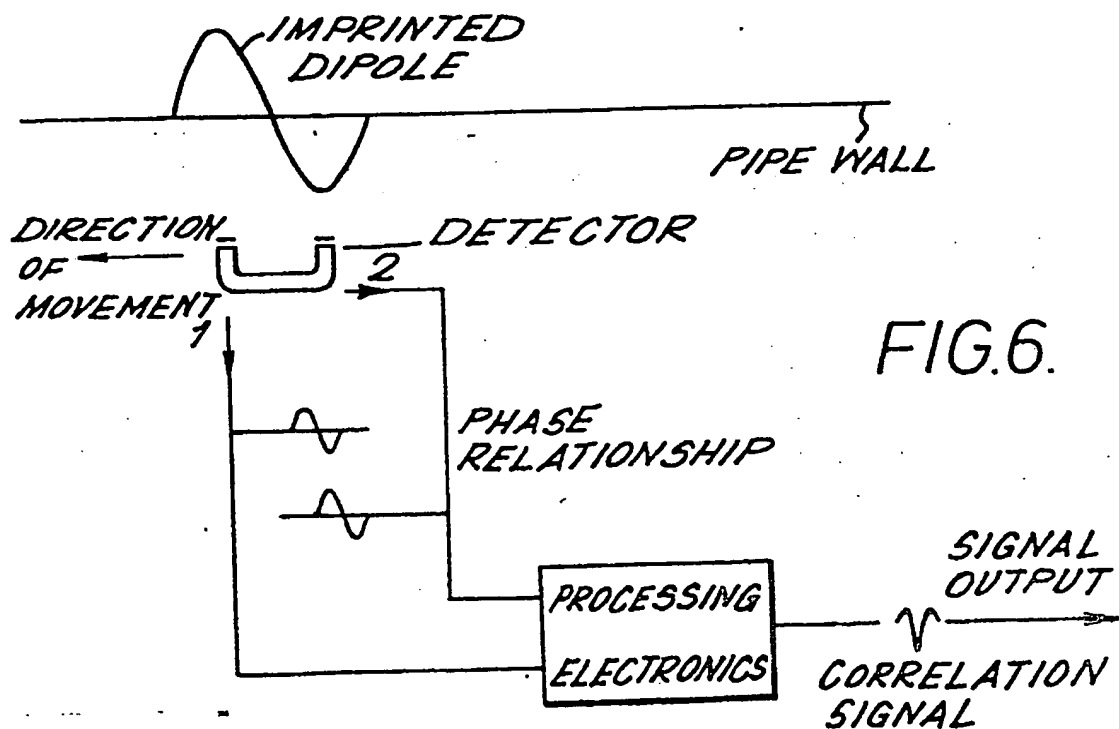 IMPRINTED
DIPOLE
PIPE WALL
DIRECTION
OF
MOVEMENT
DETECTOR
1
2
FIG.6.
PHASE
RELATIONSHIP
PROCESSING
ELECTRONICS
SIGNAL
OUTPUT
CORRELATION
SIGNAL